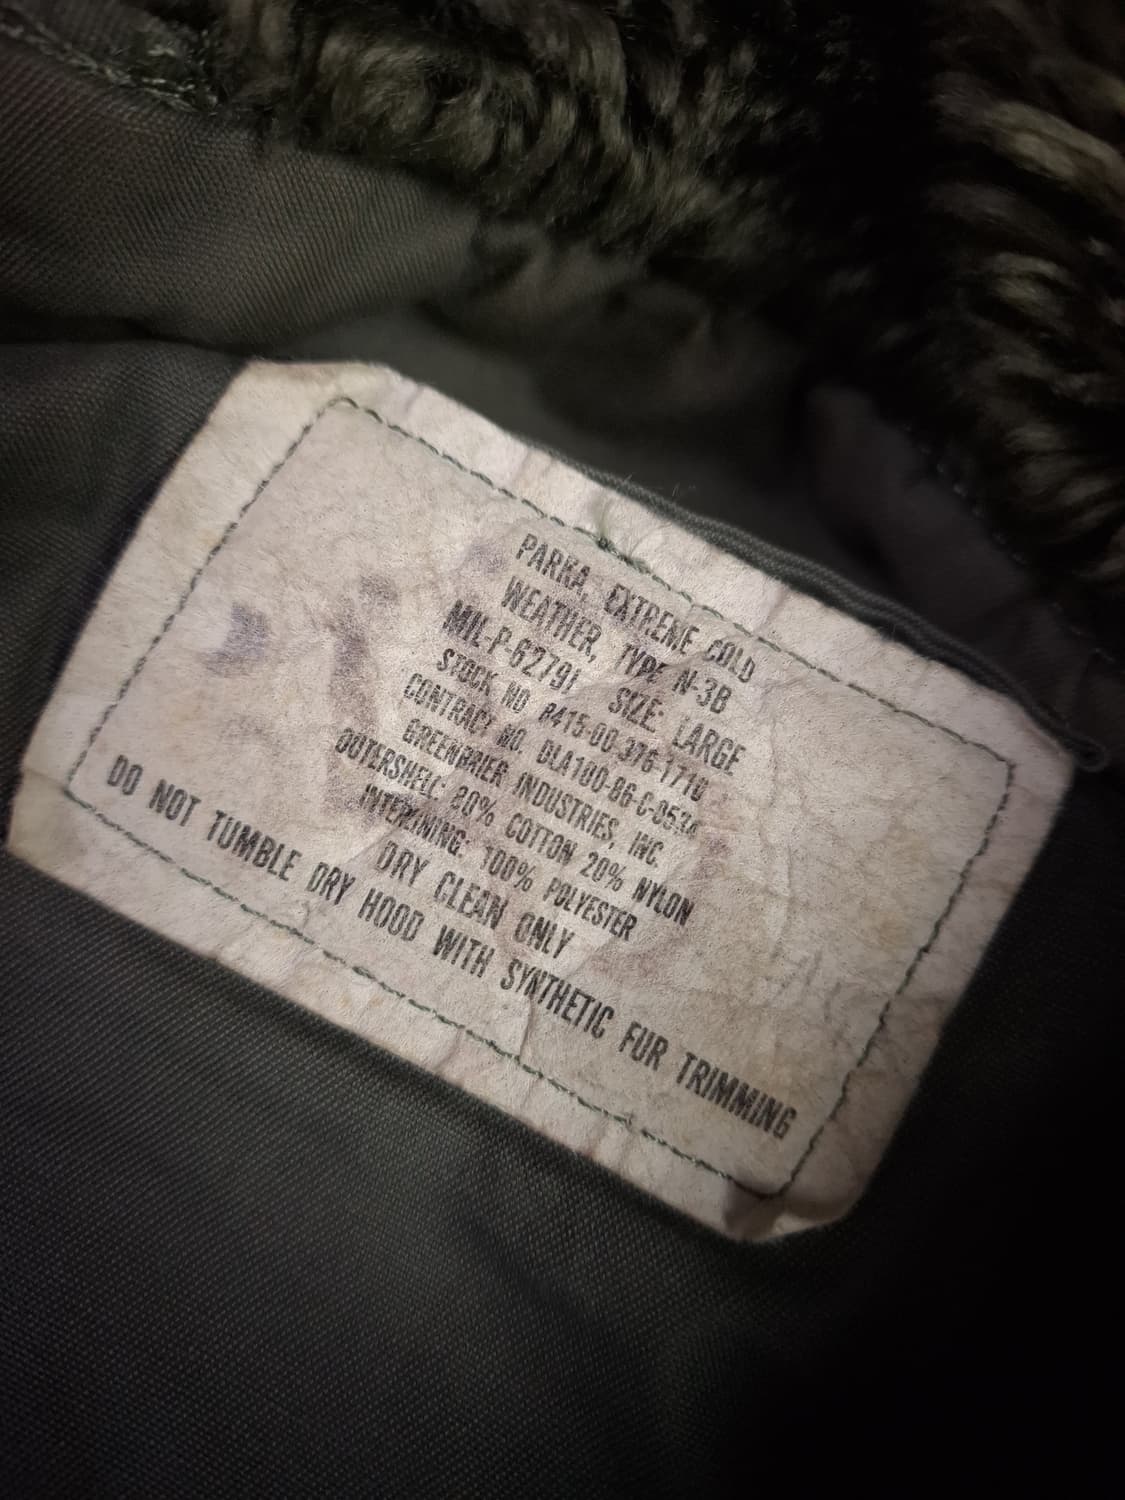 PARKA, EXTREME COLD
WEATHER, TYPE N-3B
MIL-P-6279I SIZE: LARGE
STOCK NO 8415-00-376-1710
CONTRACT NO. DLA100-86-C-0534
GREENBRIER INDUSTRIES, INC.
OUTERSHELL: 80% COTTON 20% NYLON
INTERLINING: 100% POLYESTER
DRY CLEAN ONLY
DO NOT TUMBLE DRY HOOD WITH SYNTHETIC FUR TRIMMING